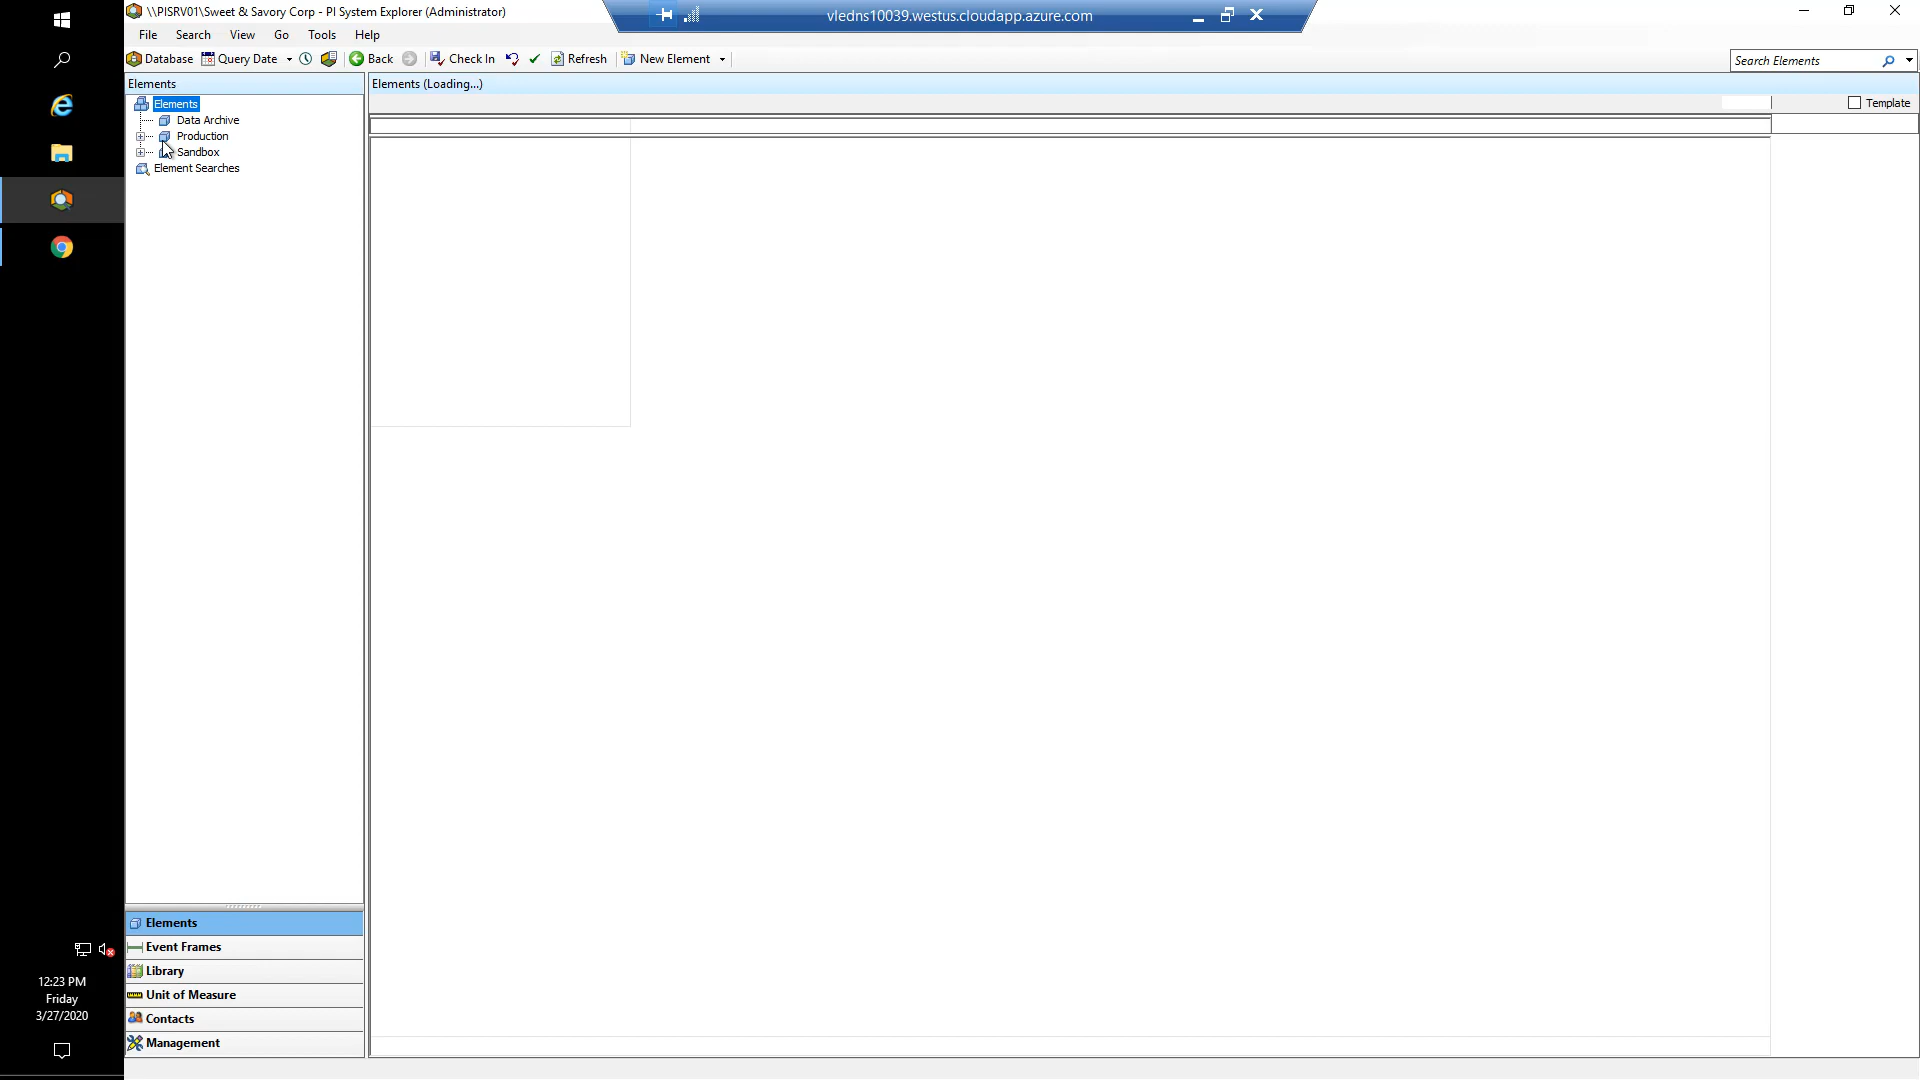 \\PISRV01\Sweet & Savory Corp - PI System Explorer (Administrator)
vledns10039.westus.cloudapp.azure.com
File Search View Go Tools Help
Database Query Date Back Check In Refresh New Element
Search Elements
Elements
Elements (Loading...)
Template
Elements
Data Archive
Production
Sandbox
Element Searches
Elements
Event Frames
Library
Unit of Measure
Contacts
Management
12:23 PM
Friday
3/27/2020